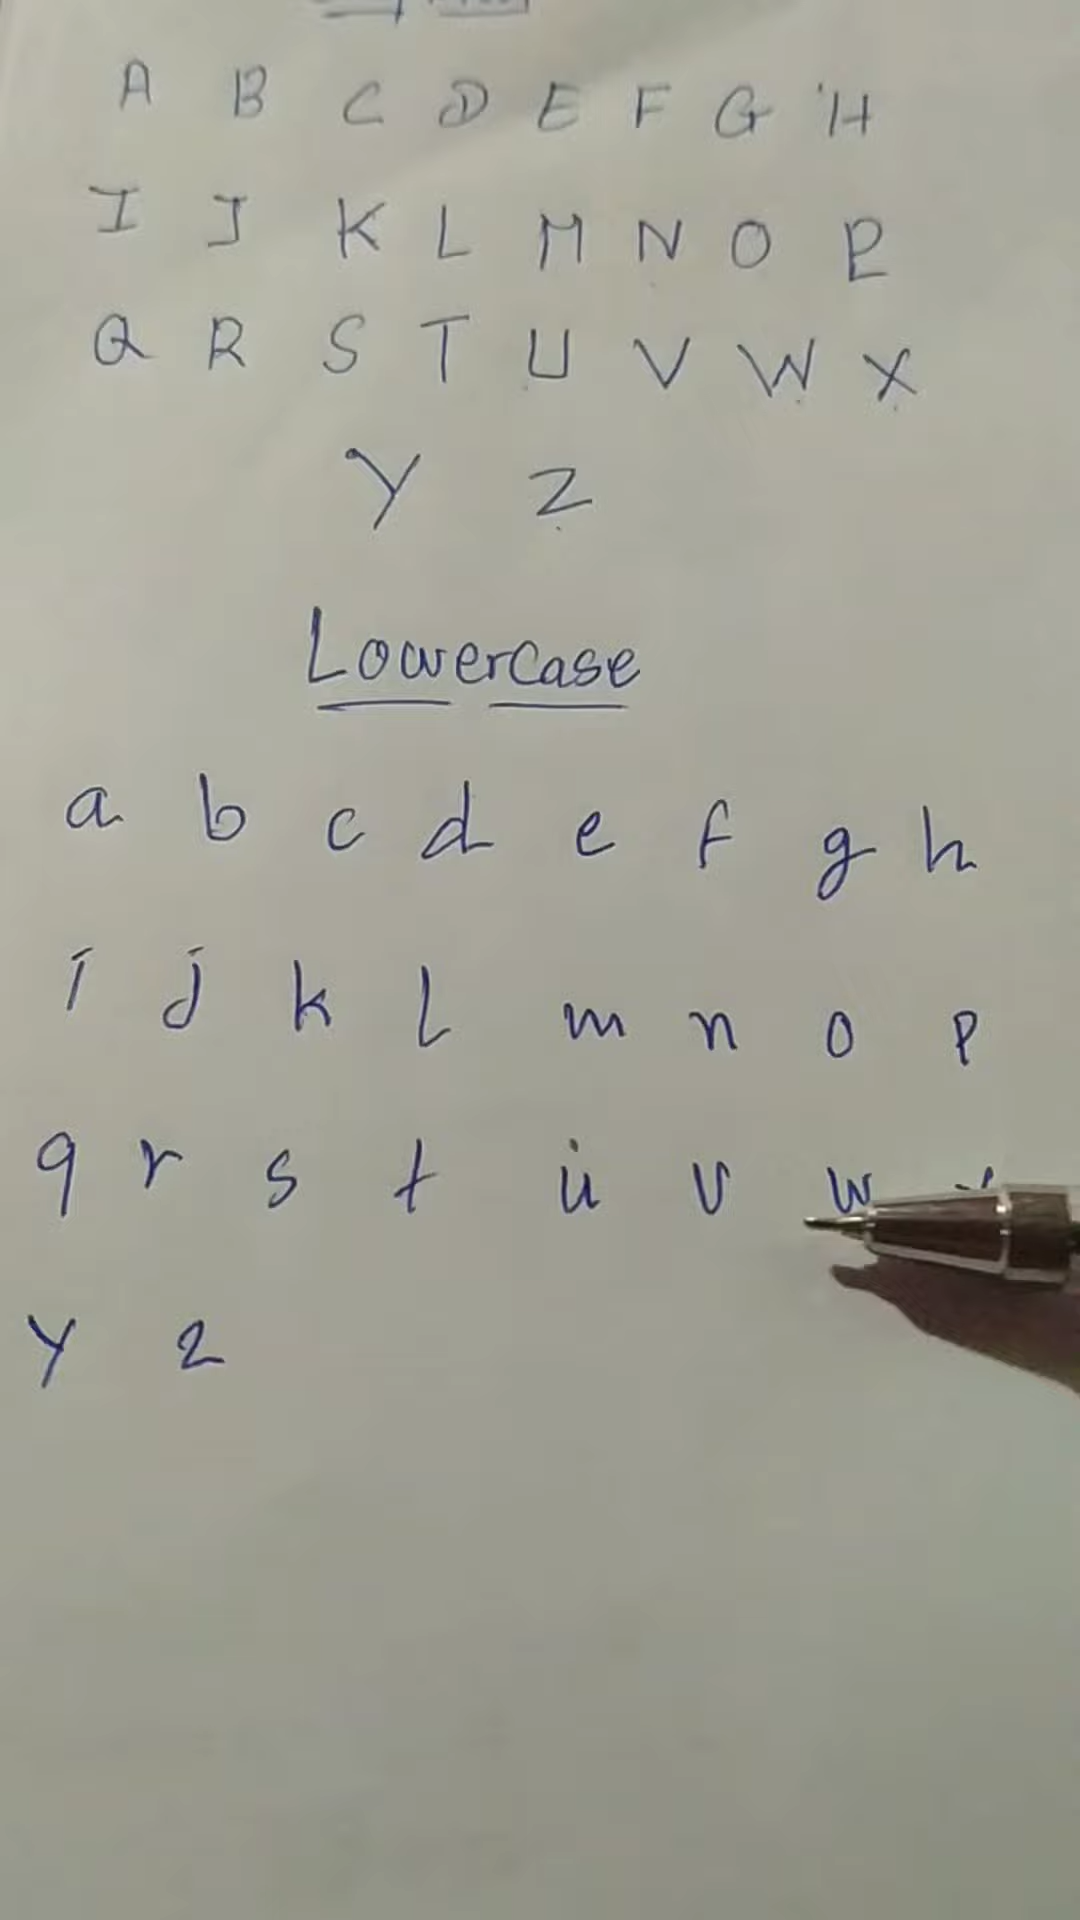 A B C D E F G H
I J K L M N O P
Q R S T U V W X
Y Z
Lowercase
a b c d e f g h
i j k l m n o p
q r s t u v w
y z